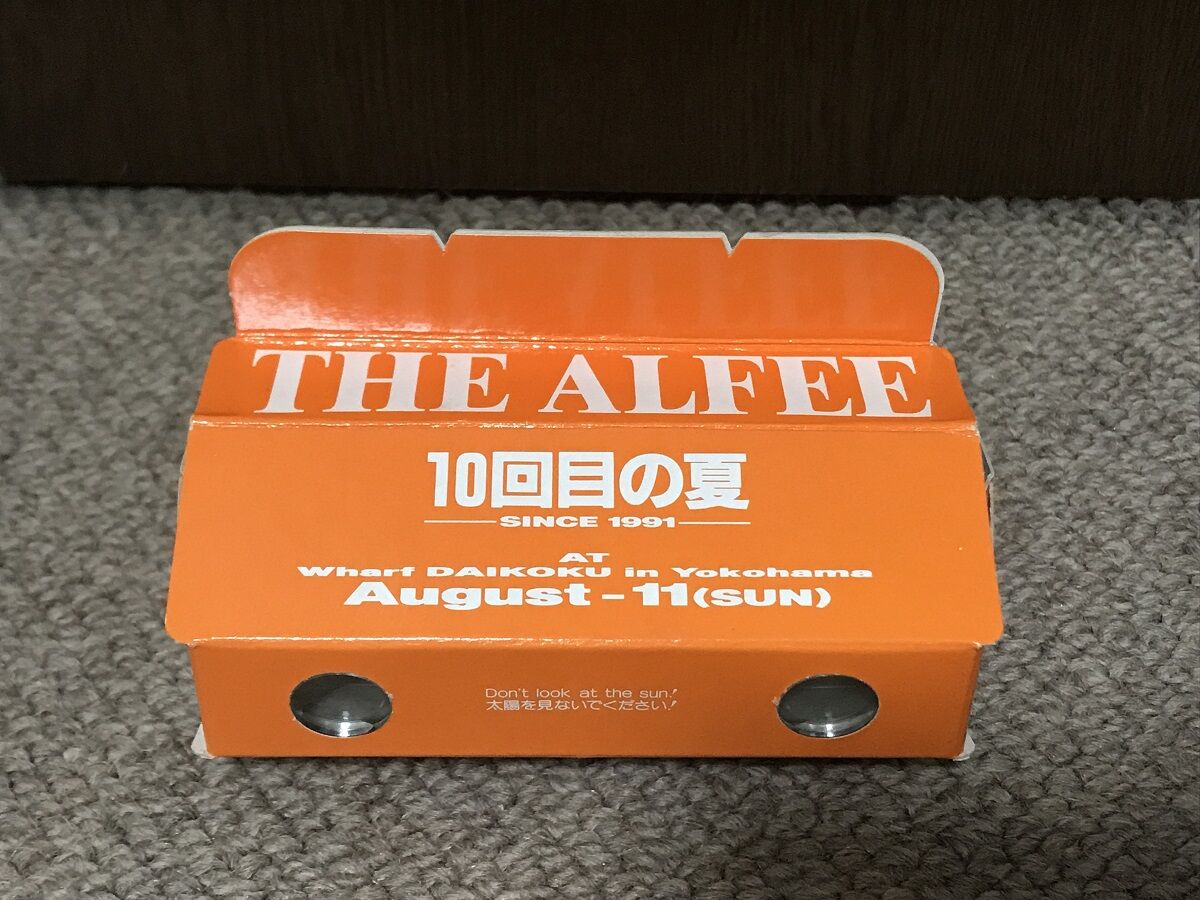 THE ALFEE
10回目の夏
SINCE 1991
AT
Wharf DAIKOKU in Yokohama
August-11(SUN)
Don't look at the sun!
太陽を見ないでください!